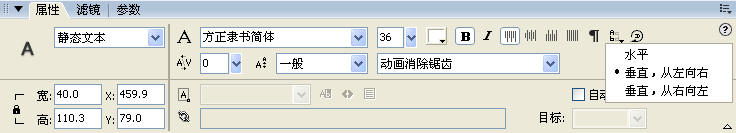 属性 滤镜 参数
A 静态文本 A 方正隶书简体 36 B I ¶
水平
A|V 0 一般 动画消除锯齿
垂直，从左向右
垂直，从右向左
宽: 40.0 X: 459.9 自动
高: 110.3 Y: 79.0 目标: